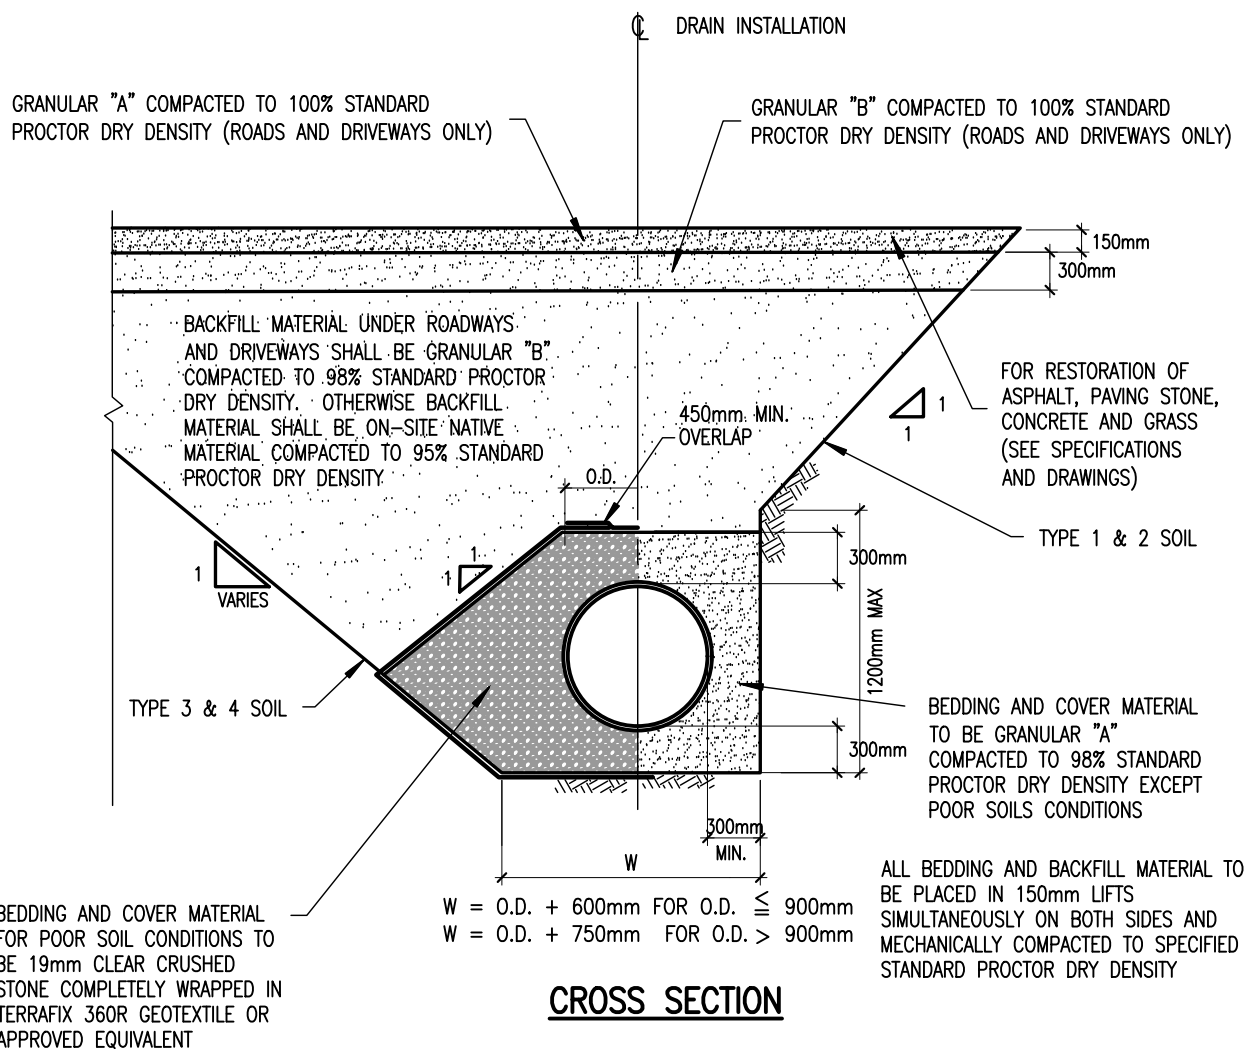 ℄ DRAIN INSTALLATION
GRANULAR "A" COMPACTED TO 100% STANDARD
PROCTOR DRY DENSITY (ROADS AND DRIVEWAYS ONLY)
GRANULAR "B" COMPACTED TO 100% STANDARD
PROCTOR DRY DENSITY (ROADS AND DRIVEWAYS ONLY)
150mm
300mm
BACKFILL MATERIAL UNDER ROADWAYS
AND DRIVEWAYS SHALL BE GRANULAR "B"
COMPACTED TO 98% STANDARD PROCTOR
DRY DENSITY. OTHERWISE BACKFILL
MATERIAL SHALL BE ON-SITE NATIVE
MATERIAL COMPACTED TO 95% STANDARD
PROCTOR DRY DENSITY
450mm MIN.
OVERLAP
O.D.
1
1
FOR RESTORATION OF
ASPHALT, PAVING STONE,
CONCRETE AND GRASS
(SEE SPECIFICATIONS
AND DRAWINGS)
TYPE 1 & 2 SOIL
1
VARIES
1
1
300mm
1200mm MAX
300mm
TYPE 3 & 4 SOIL
BEDDING AND COVER MATERIAL
TO BE GRANULAR "A"
COMPACTED TO 98% STANDARD
PROCTOR DRY DENSITY EXCEPT
POOR SOILS CONDITIONS
300mm
MIN.
W
W = O.D. + 600mm FOR O.D. ≦ 900mm
W = O.D. + 750mm FOR O.D. > 900mm
ALL BEDDING AND BACKFILL MATERIAL TO
BE PLACED IN 150mm LIFTS
SIMULTANEOUSLY ON BOTH SIDES AND
MECHANICALLY COMPACTED TO SPECIFIED
STANDARD PROCTOR DRY DENSITY
BEDDING AND COVER MATERIAL
FOR POOR SOIL CONDITIONS TO
BE 19mm CLEAR CRUSHED
STONE COMPLETELY WRAPPED IN
TERRAFIX 360R GEOTEXTILE OR
APPROVED EQUIVALENT
CROSS SECTION